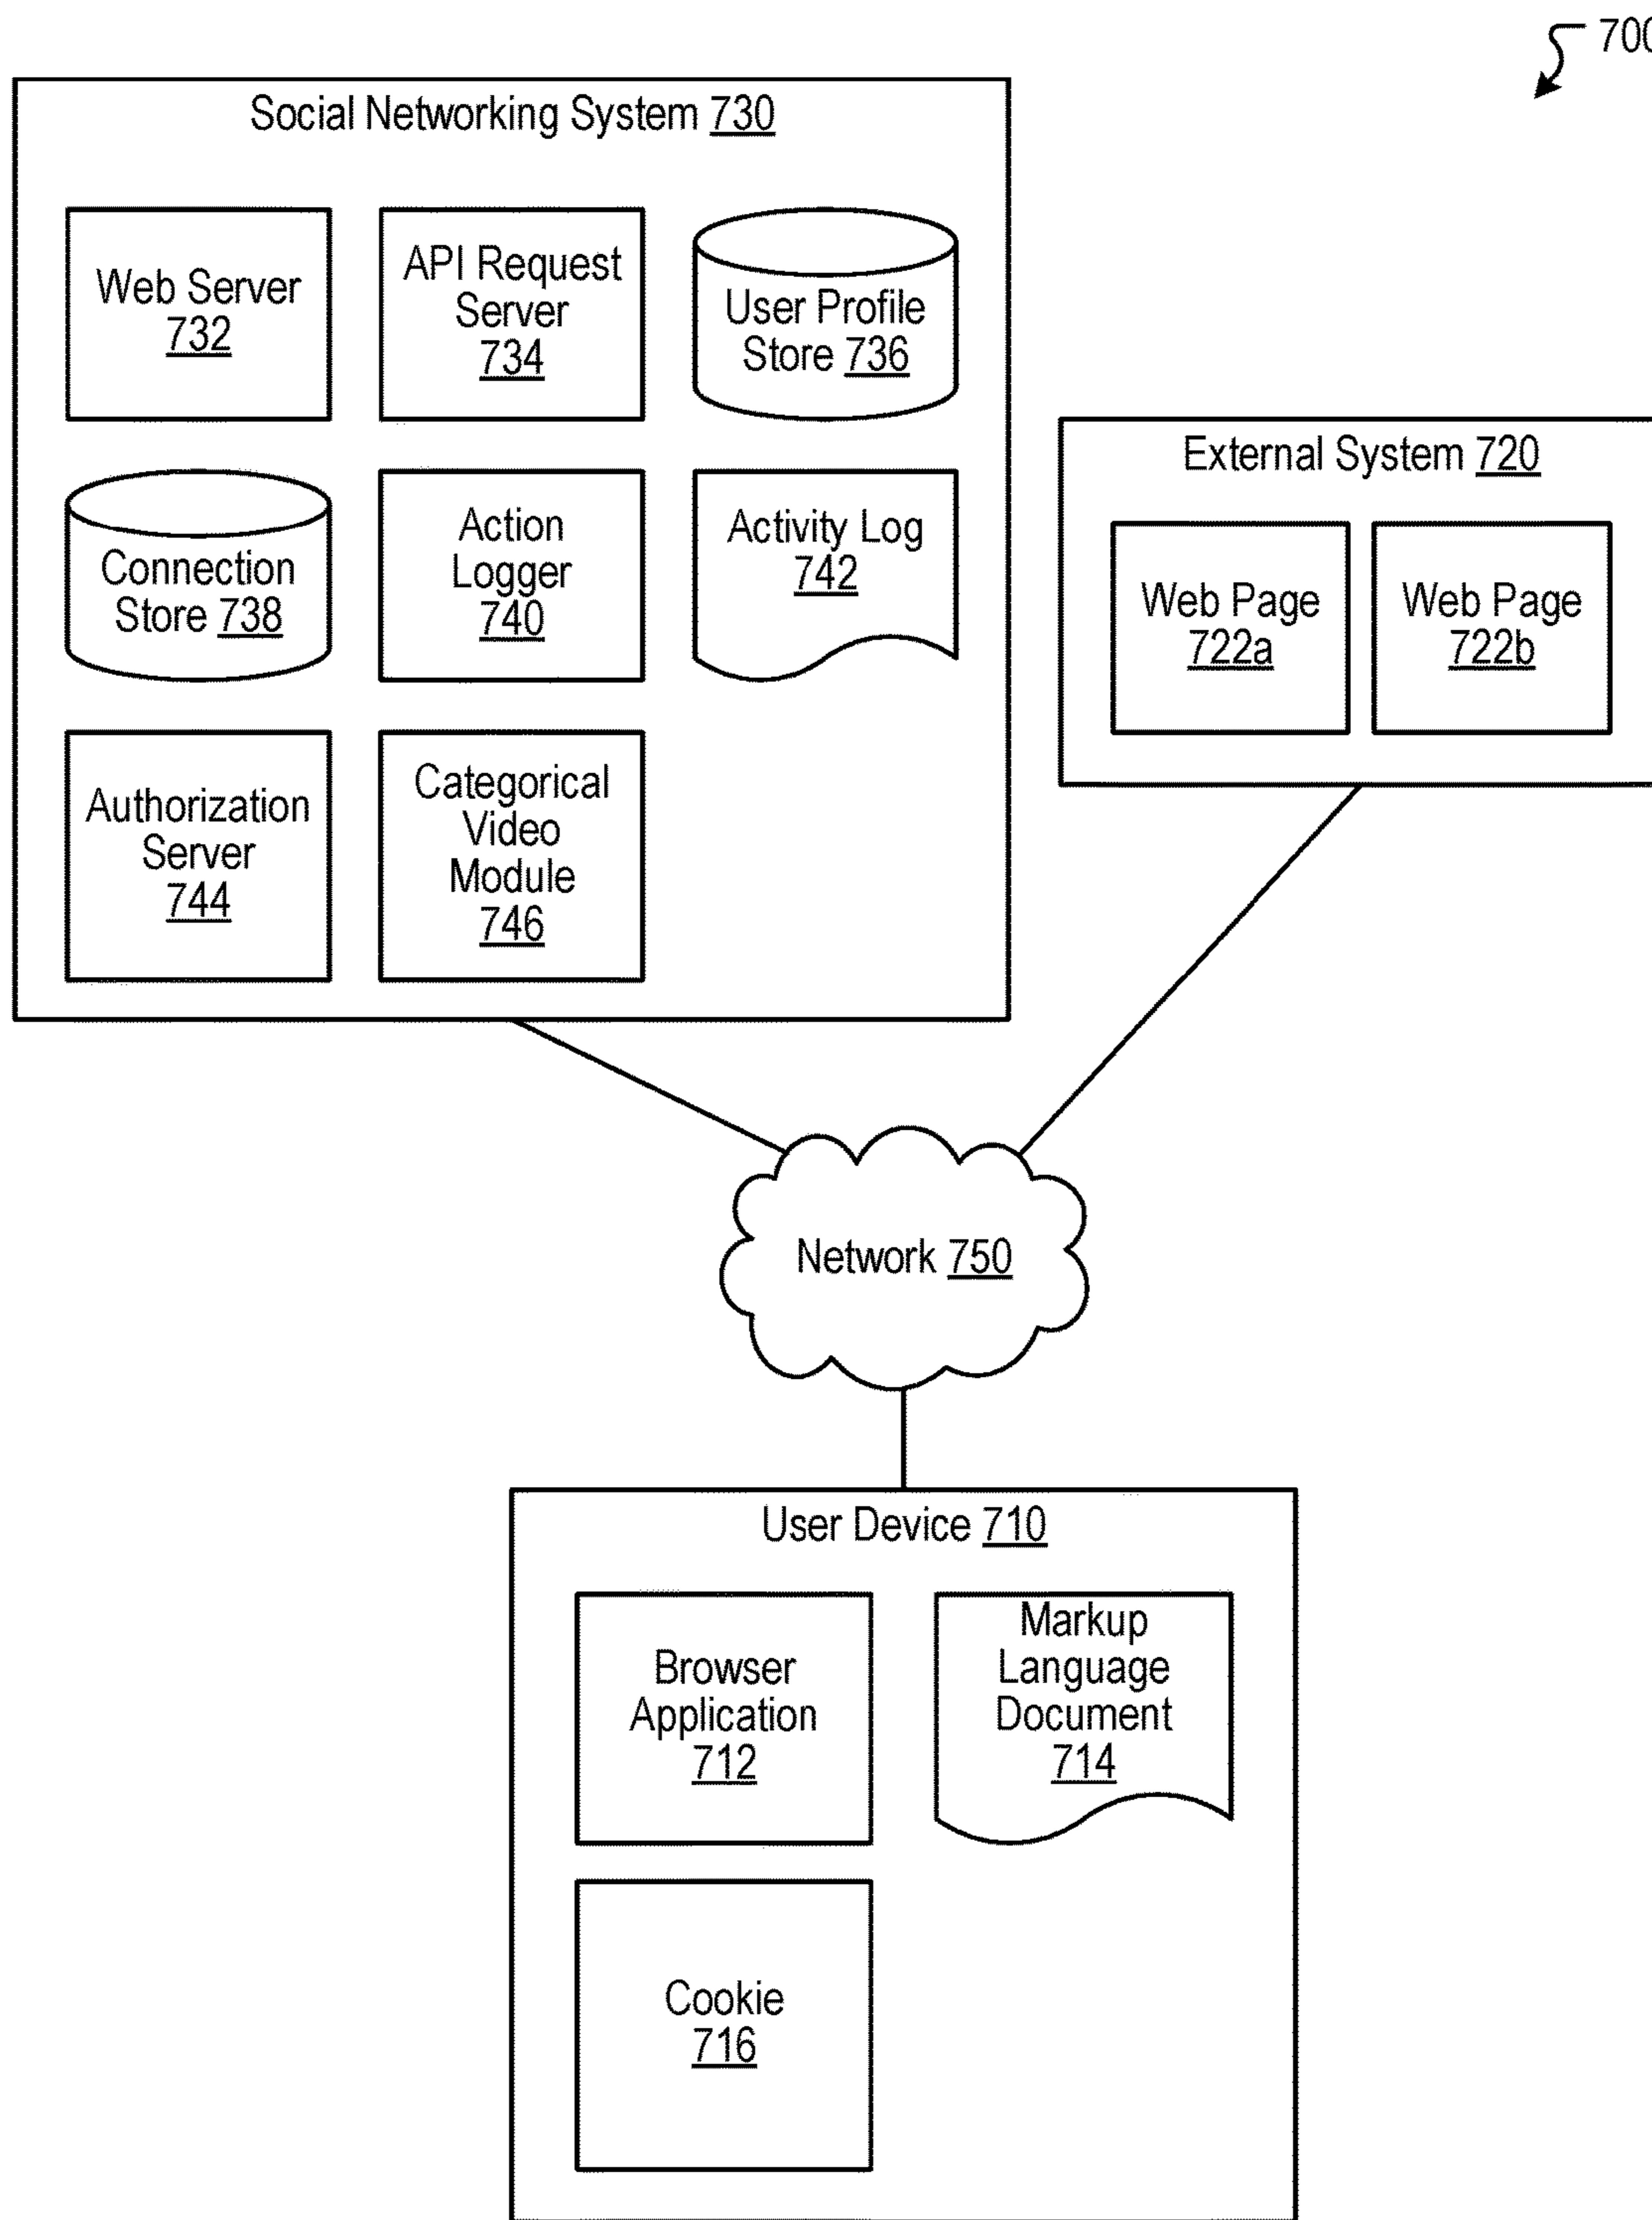 700
Social Networking System 730
Web Server
732
API Request
Server
734
User Profile
Store 736
Connection
Store 738
Action
Logger
740
Activity Log
742
Authorization
Server
744
Categorical
Video
Module
746
External System 720
Web Page
722a
Web Page
722b
Network 750
User Device 710
Browser
Application
712
Markup
Language
Document
714
Cookie
716